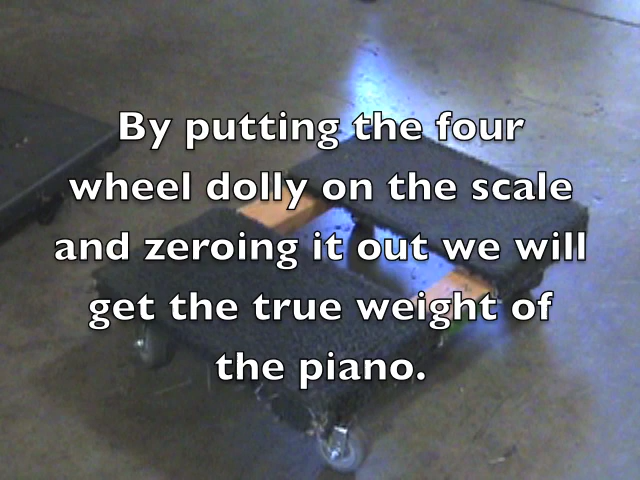 By putting the four
wheel dolly on the scale
and zeroing it out we will
get the true weight of
the piano.